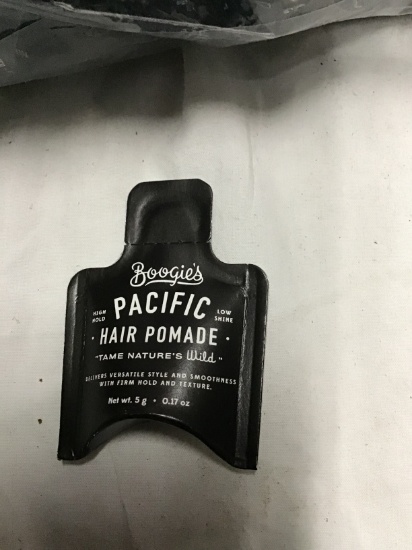 Boogie's
HIGH HOLD PACIFIC LOW SHINE
• HAIR POMADE •
"TAME NATURE'S Wild"
DELIVERS VERSATILE STYLE AND SMOOTHNESS
WITH FIRM HOLD AND TEXTURE.
Net wt. 5 g • 0.17 oz